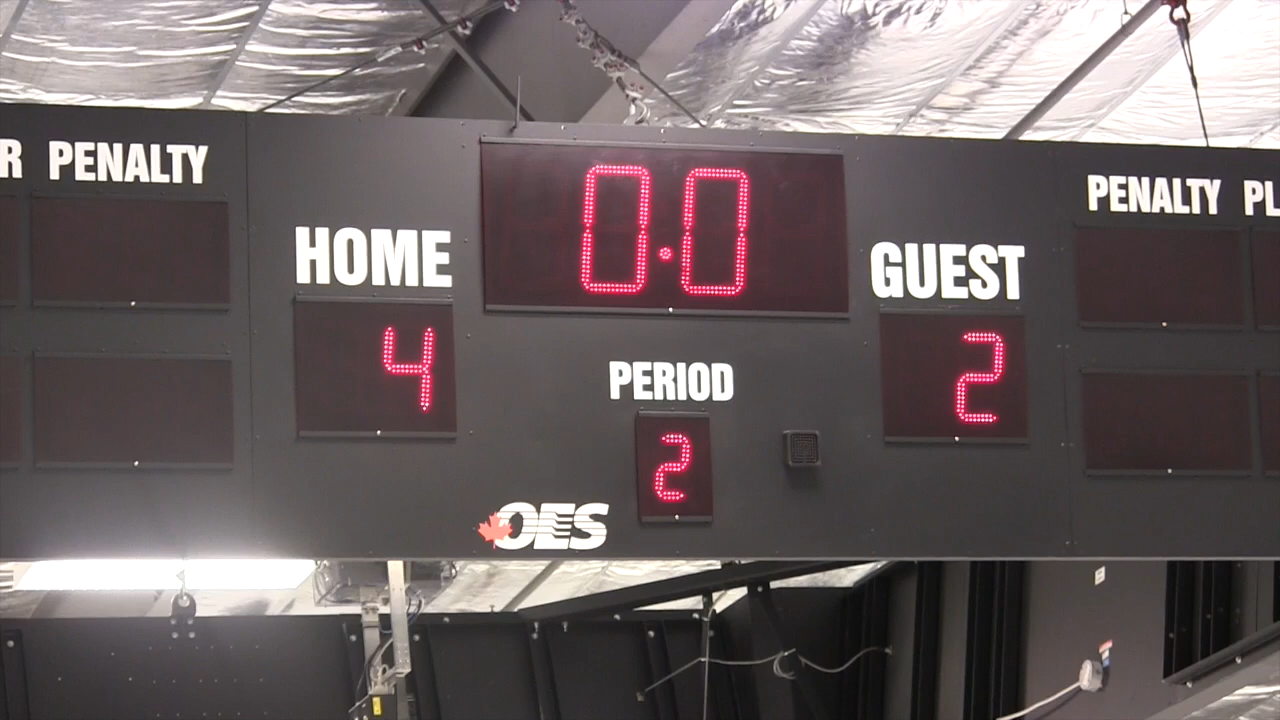 R PENALTY
HOME
4
0.0
PERIOD
2
GUEST
2
PENALTY PL
OES